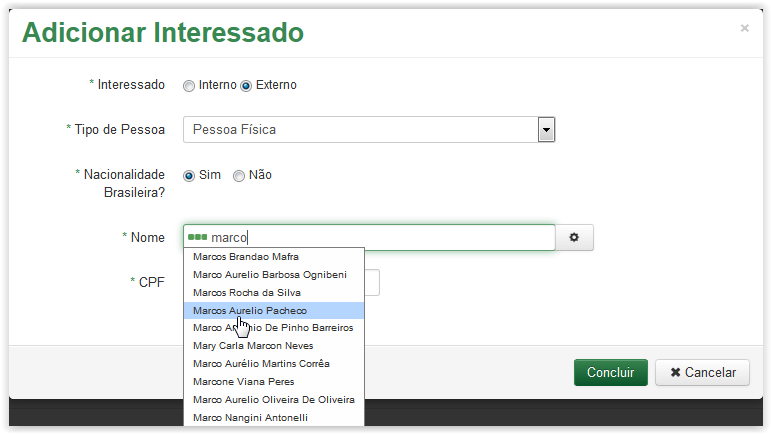 Adicionar Interessado ×
* Interessado Interno Externo
* Tipo de Pessoa Pessoa Física
* Nacionalidade Sim Não
Brasileira?
* Nome marco
* CPF
Marcos Brandao Mafra
Marco Aurelio Barbosa Ognibeni
Marcos Rocha da Silva
Marcos Aurelio Pacheco
Marco De Pinho Barreiros
Mary Carla Marcon Neves
Marco Aurélio Martins Corrêa
Marcone Viana Peres
Marco Aurelio Oliveira De Oliveira
Marco Nangini Antonelli
Concluir ✖ Cancelar